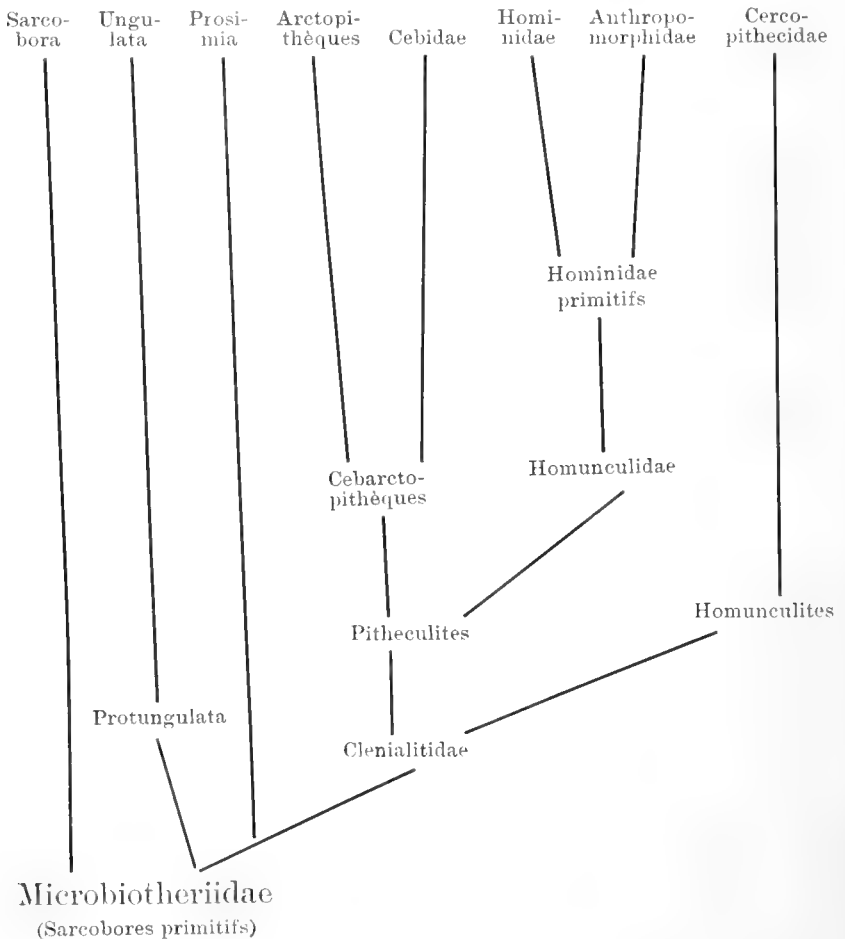 Sarco- Ungu- Prosi- Arctopi- Homi- Anthropo- Cerco-
bora lata mia thèques Cebidae nidae morphidae pithecidae
Hominidae
primitifs
Homunculidae
Cebarcto-
pithèques
Homunculites
Pitheculites
Protungulata
Clenialitidae
Microbiotheriidae
(Sarcobores primitifs)